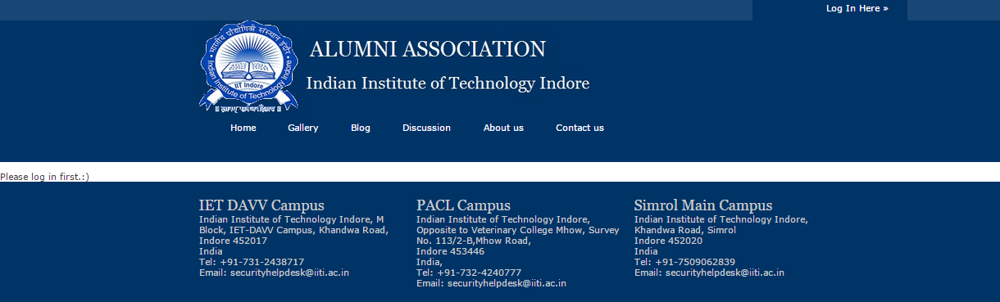 Log In Here »
भारतीय प्रौद्योगिकी संस्थान इंदौर
IIT Indore
Indian Institute of Technology Indore
ALUMNI ASSOCIATION
Indian Institute of Technology Indore
Home Gallery Blog Discussion About us Contact us
Please log in first.:)
IET DAVV Campus
Indian Institute of Technology Indore, M
Block, IET-DAVV Campus, Khandwa Road,
Indore 452017
India
Tel: +91-731-2438717
Email: securityhelpdesk@iiti.ac.in
PACL Campus
Indian Institute of Technology Indore,
Opposite to Veterinary College Mhow, Survey
No. 113/2-B,Mhow Road,
Indore 453446
India,
Tel: +91-732-4240777
Email: securityhelpdesk@iiti.ac.in
Simrol Main Campus
Indian Institute of Technology Indore,
Khandwa Road, Simrol
Indore 452020
India
Tel: +91-7509062839
Email: securityhelpdesk@iiti.ac.in